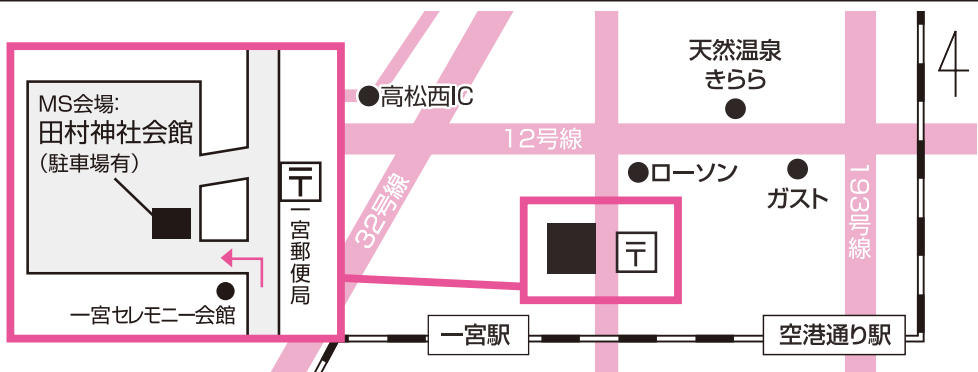 MS会場:
田村神社会館
(駐車場有)
〒
一宮郵便局
一宮セレモニー会館
高松西IC
12号線
32号線
天然温泉
きらら
ローソン
ガスト
193号線
〒
一宮駅
空港通り駅